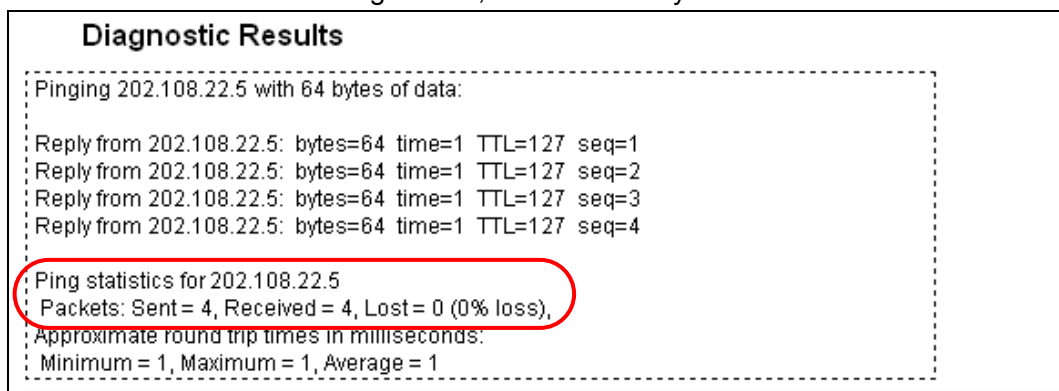 Diagnostic Results
Pinging 202.108.22.5 with 64 bytes of data:
Reply from 202.108.22.5: bytes=64 time=1 TTL=127 seq=1
Reply from 202.108.22.5: bytes=64 time=1 TTL=127 seq=2
Reply from 202.108.22.5: bytes=64 time=1 TTL=127 seq=3
Reply from 202.108.22.5: bytes=64 time=1 TTL=127 seq=4
Ping statistics for 202.108.22.5
Packets: Sent = 4, Received = 4, Lost = 0 (0% loss),
Approximate round trip times in milliseconds:
Minimum = 1, Maximum = 1, Average = 1